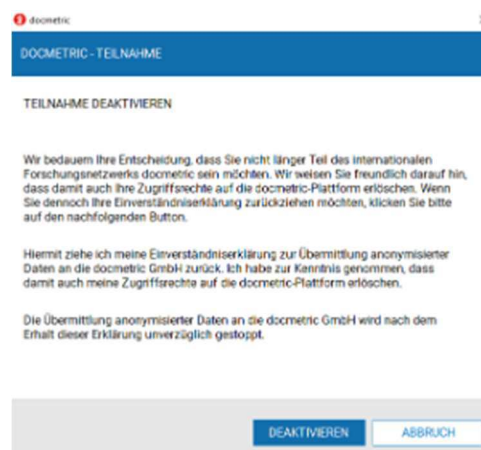 docmetric
DOCMETRIC - TEILNAHME
TEILNAHME DEAKTIVIEREN
Wir bedauern Ihre Entscheidung, dass Sie nicht länger Teil des internationalen
Forschungsnetzwerks docmetric sein möchten. Wir weisen Sie freundlich darauf hin,
dass damit auch Ihre Zugriffsrechte auf die docmetric-Plattform erlöschen. Wenn
Sie dennoch Ihre Einverständniserklärung zurückziehen möchten, klicken Sie bitte
auf den nachfolgenden Button.
Hiermit ziehe ich meine Einverständniserklärung zur Übermittlung anonymisierter
Daten an die docmetric GmbH zurück. Ich habe zur Kenntnis genommen, dass
damit auch meine Zugriffsrechte auf die docmetric-Plattform erlöschen.
Die Übermittlung anonymisierter Daten an die docmetric GmbH wird nach dem
Erhalt dieser Erklärung unverzüglich gestoppt.
DEAKTIVIEREN ABBRUCH